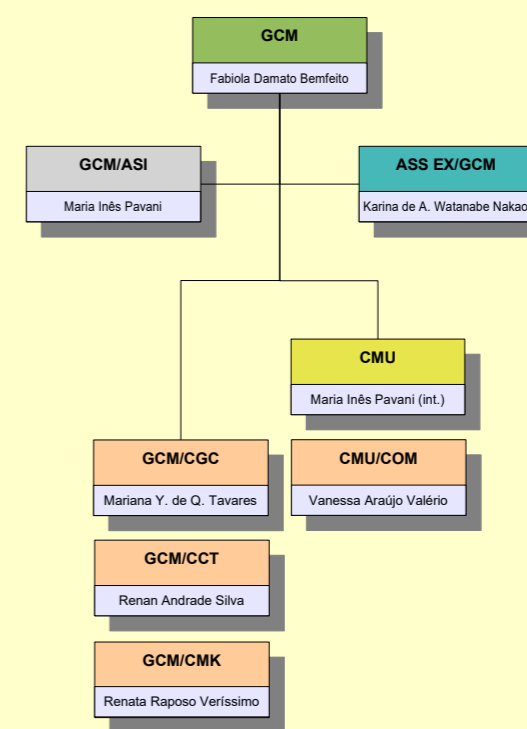 GCM
Fabiola Damato Bemfeito
GCM/ASI
Maria Inês Pavani
ASS EX/GCM
Karina de A. Watanabe Nakao
CMU
Maria Inês Pavani (int.)
GCM/CGC
Mariana Y. de Q. Tavares
CMU/COM
Vanessa Araújo Valério
GCM/CCT
Renan Andrade Silva
GCM/CMK
Renata Raposo Veríssimo